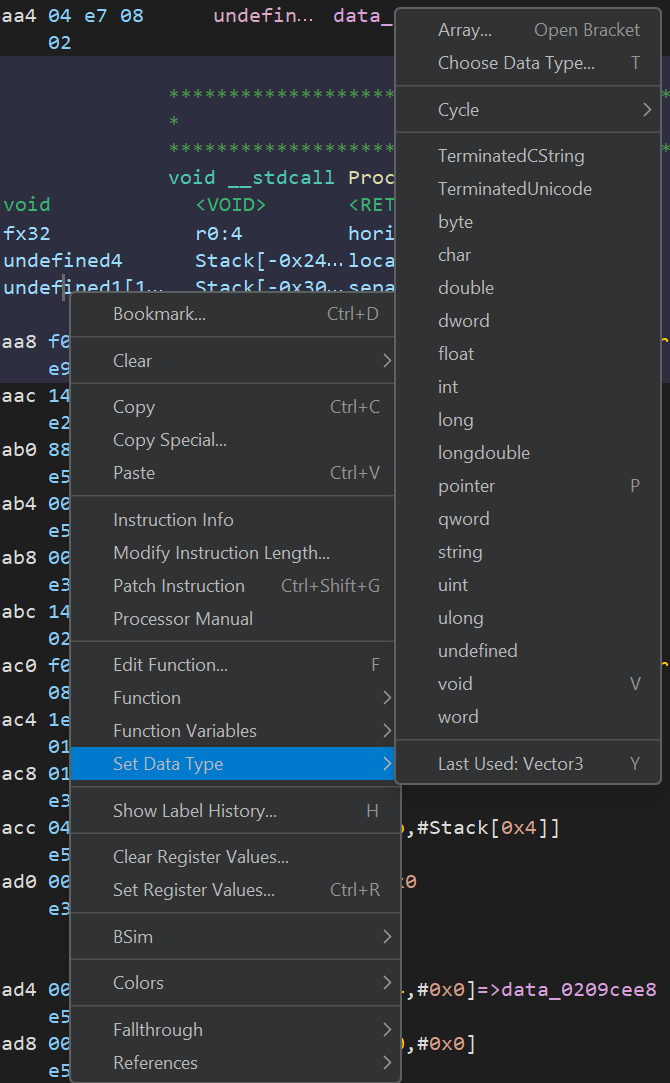 aa4 04 e7 08 undefin... data_
02
************************
*
************************
void __stdcall Proc
void <VOID> <RET
fx32 r0:4 hori
undefined4 Stack[-0x24... loca
undefined1[1... Stack[-0x30... sepa
aa8 f0
e9
aac 14
e2
ab0 88
e5
ab4 00
e5
ab8 00
e3
abc 14
02
ac0 f0
08
ac4 1e
01
ac8 01
e3
acc 04 ,#Stack[0x4]]
e5
ad0 00 x0
e3
ad4 00 ,#0x0]=>data_0209cee8
e5
ad8 00 ,#0x0]
e5
Bookmark... Ctrl+D
Clear
Copy Ctrl+C
Copy Special...
Paste Ctrl+V
Instruction Info
Modify Instruction Length...
Patch Instruction Ctrl+Shift+G
Processor Manual
Edit Function... F
Function
Function Variables
Set Data Type
Show Label History... H
Clear Register Values...
Set Register Values... Ctrl+R
BSim
Colors
Fallthrough
References
Array... Open Bracket
Choose Data Type... T
Cycle
TerminatedCString
TerminatedUnicode
byte
char
double
dword
float
int
long
longdouble
pointer P
qword
string
uint
ulong
undefined
void V
word
Last Used: Vector3 Y